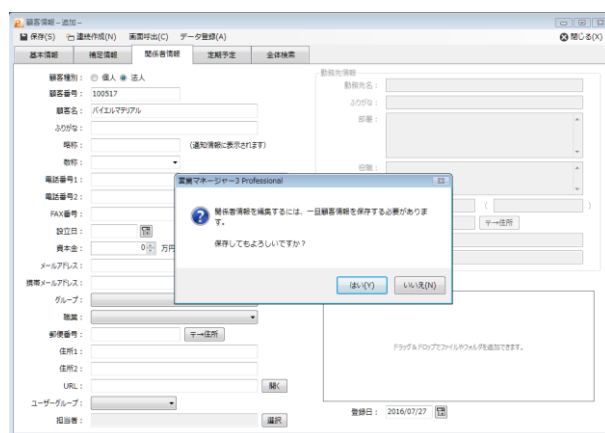 顧客情報 – 追加 –
保存(S) 連続作成(N) 画面呼出(C) データ登録(A) 閉じる(X)
基本情報 補足情報 関係者情報 定期予定 全体検索
顧客種別： 個人 法人
顧客番号： 100517
顧客名： バイエルマテリアル
ふりがな：
略称： (通知情報に表示されます)
敬称：
電話番号1：
電話番号2：
FAX番号：
設立日：
資本金： 0 万円
メールアドレス：
携帯メールアドレス：
グループ：
職業：
郵便番号： 〒→住所
住所1：
住所2：
URL： 開く
ユーザーグループ：
担当者： 選択
勤務先情報
勤務先名：
ふりがな：
部署：
役職：
( )
〒→住所
ドラッグ＆ドロップでファイルやフォルダを追加できます。
登録日： 2016/07/27
営業マネージャー3 Professional
関係者情報を編集するには、一旦顧客情報を保存する必要がありま
す。
保存してもよろしいですか？
はい(Y) いいえ(N)